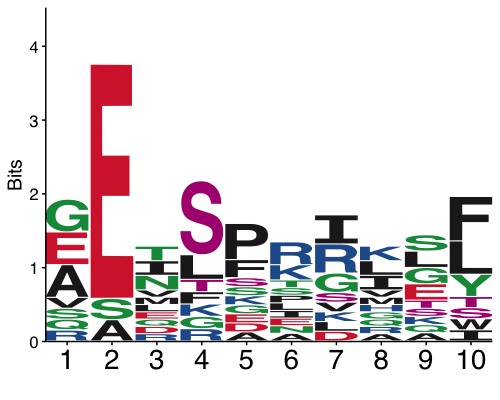 Bits
4
3
2
1
0
G E A V S Q R
E S A
T I N M
S L T F K G R
P F S K G E D A
R K
I R G S V K L D
K L I
S L G E T S K Q A
F L Y T S W I
1 2 3 4 5 6 7 8 9 10